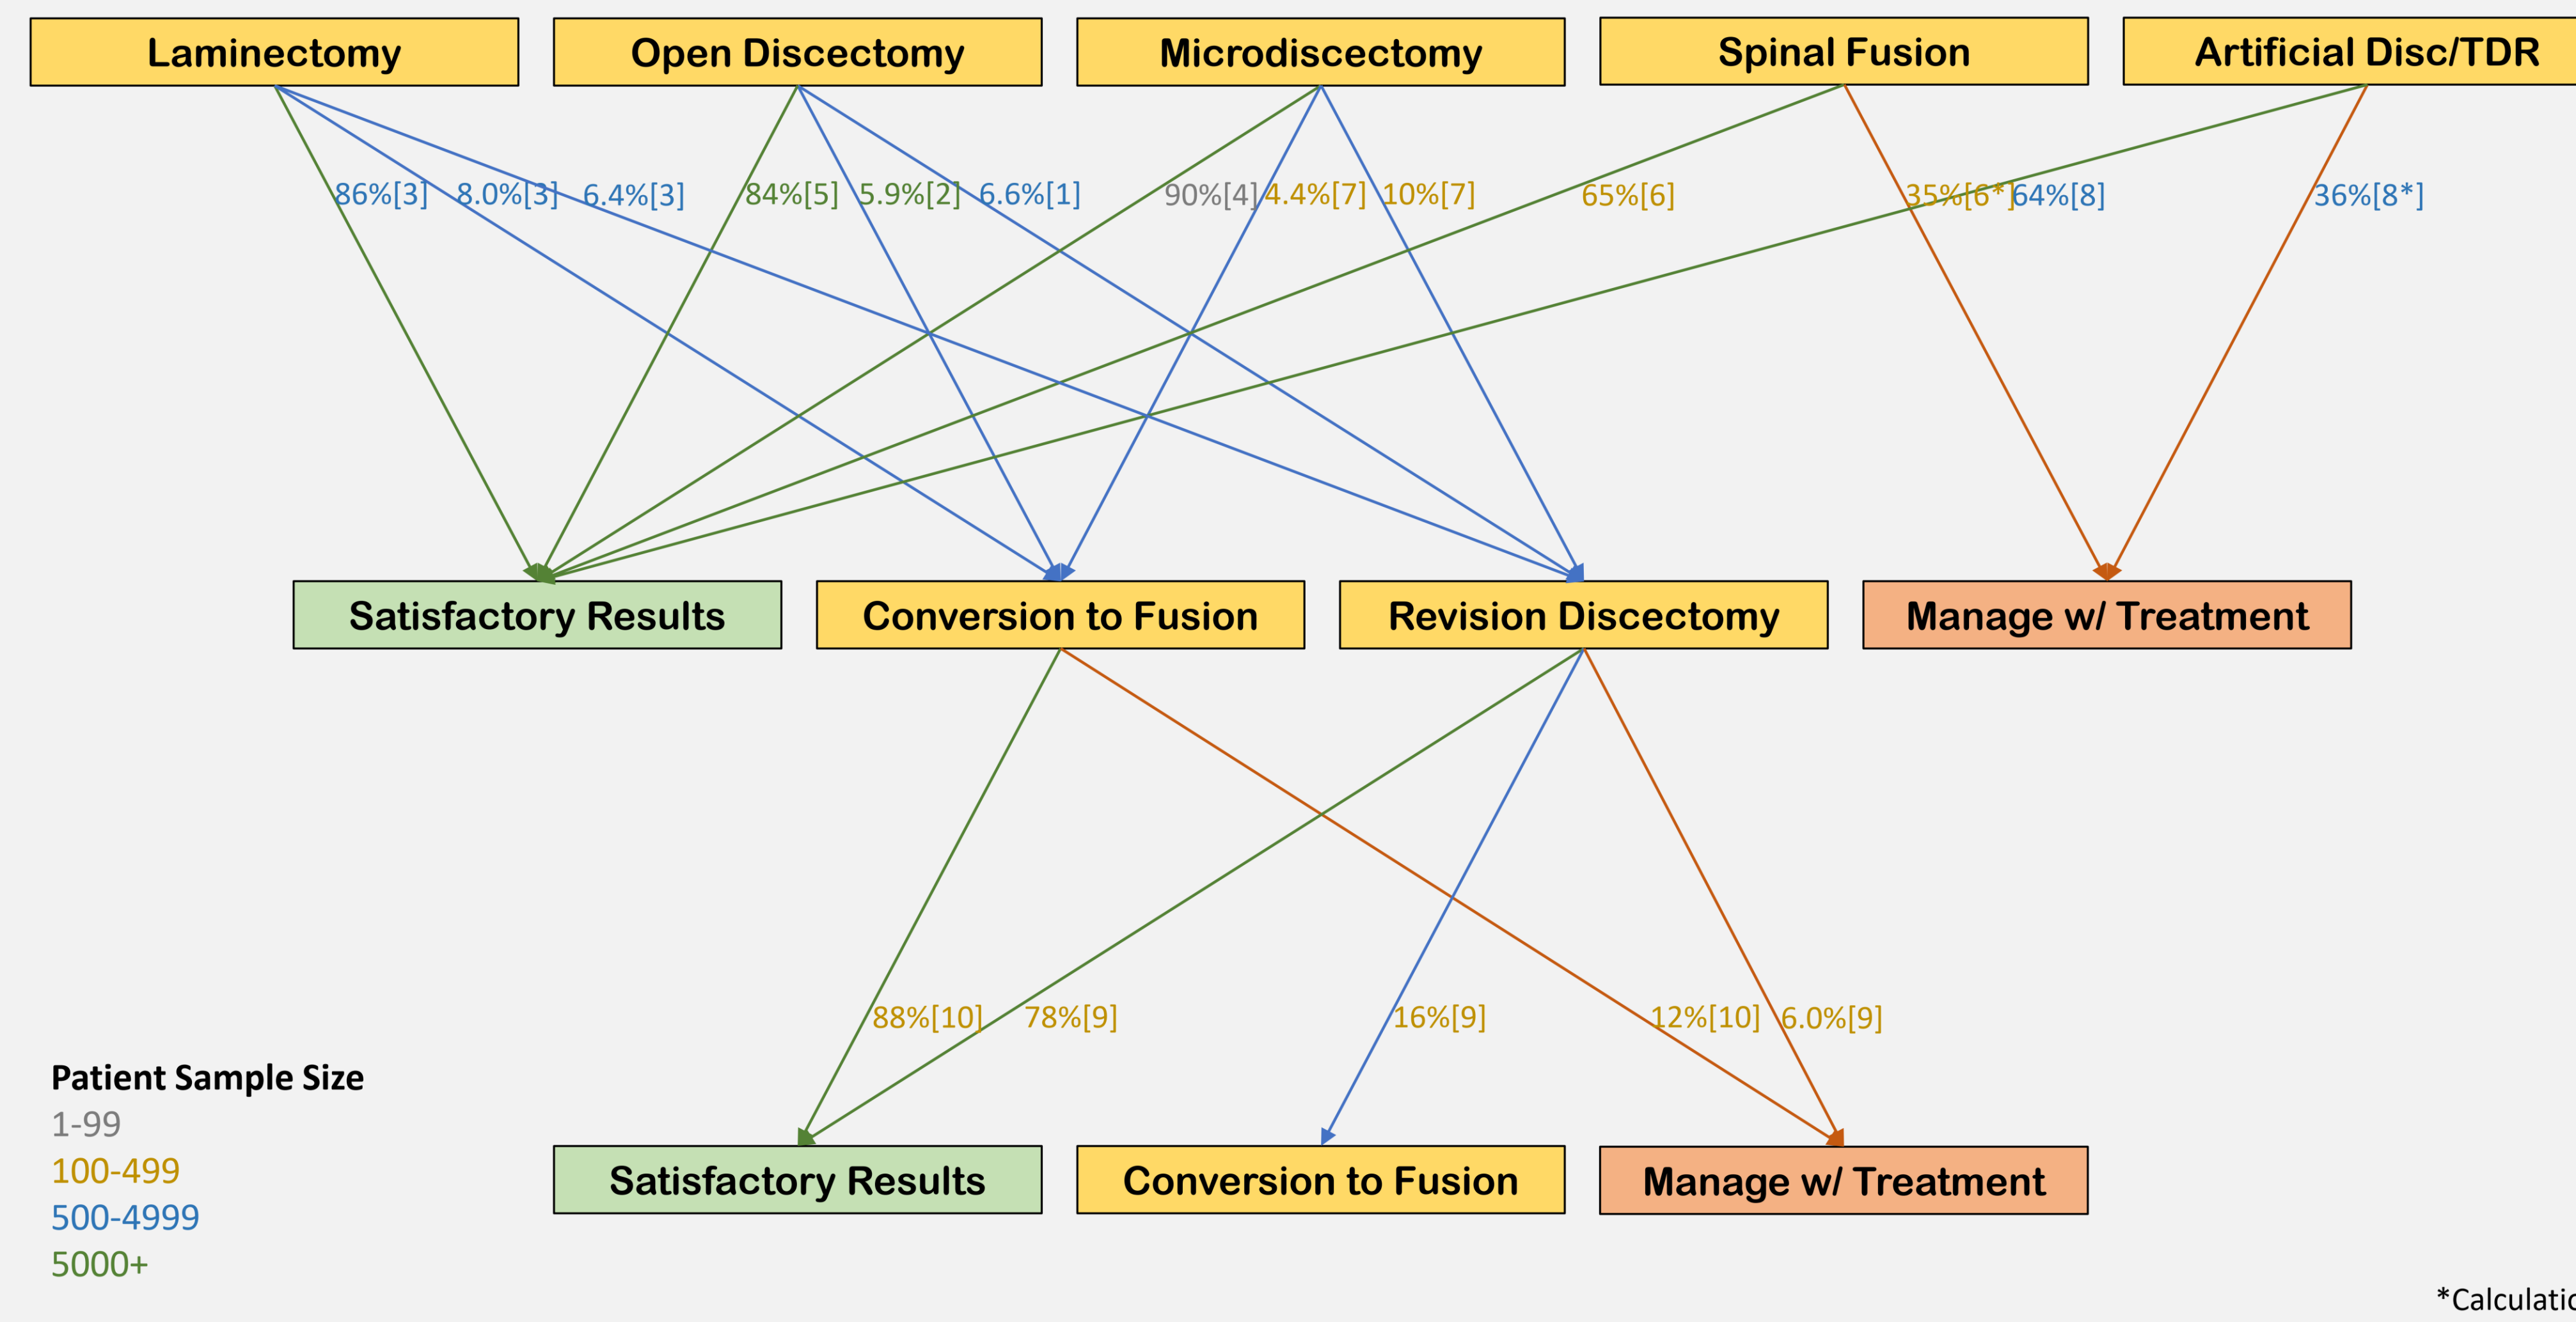 Laminectomy
Open Discectomy
Microdiscectomy
Spinal Fusion
Artificial Disc/TDR
86%[3]
8.0%[3]
6.4%[3]
84%[5]
5.9%[2]
6.6%[1]
90%[4]
4.4%[7]
10%[7]
65%[6]
35%[6*]
64%[8]
36%[8*]
Satisfactory Results
Conversion to Fusion
Revision Discectomy
Manage w/ Treatment
88%[10]
78%[9]
16%[9]
12%[10]
6.0%[9]
Satisfactory Results
Conversion to Fusion
Manage w/ Treatment
Patient Sample Size
1-99
100-499
500-4999
5000+